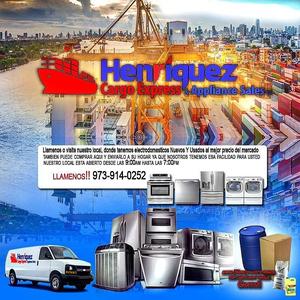 Henriquez
Cargo Express & Appliance Sales
Llamenos o visite nuestro local, donde tenemos electrodomesticos Nuevos Y Usados al mejor precio del mercado
TAMBIEN PUEDE COMPRAR AQUI Y ENVIARLO A SU HOGAR YA QUE NOSOTROS TENEMOS ESA FACILIDAD PARA USTED
NUESTRO LOCAL ESTA ABIERTO DESDE LAS 9:00AM HASTA LAS 7:00PM
LLAMENOS!! 973-914-0252
Henriquez